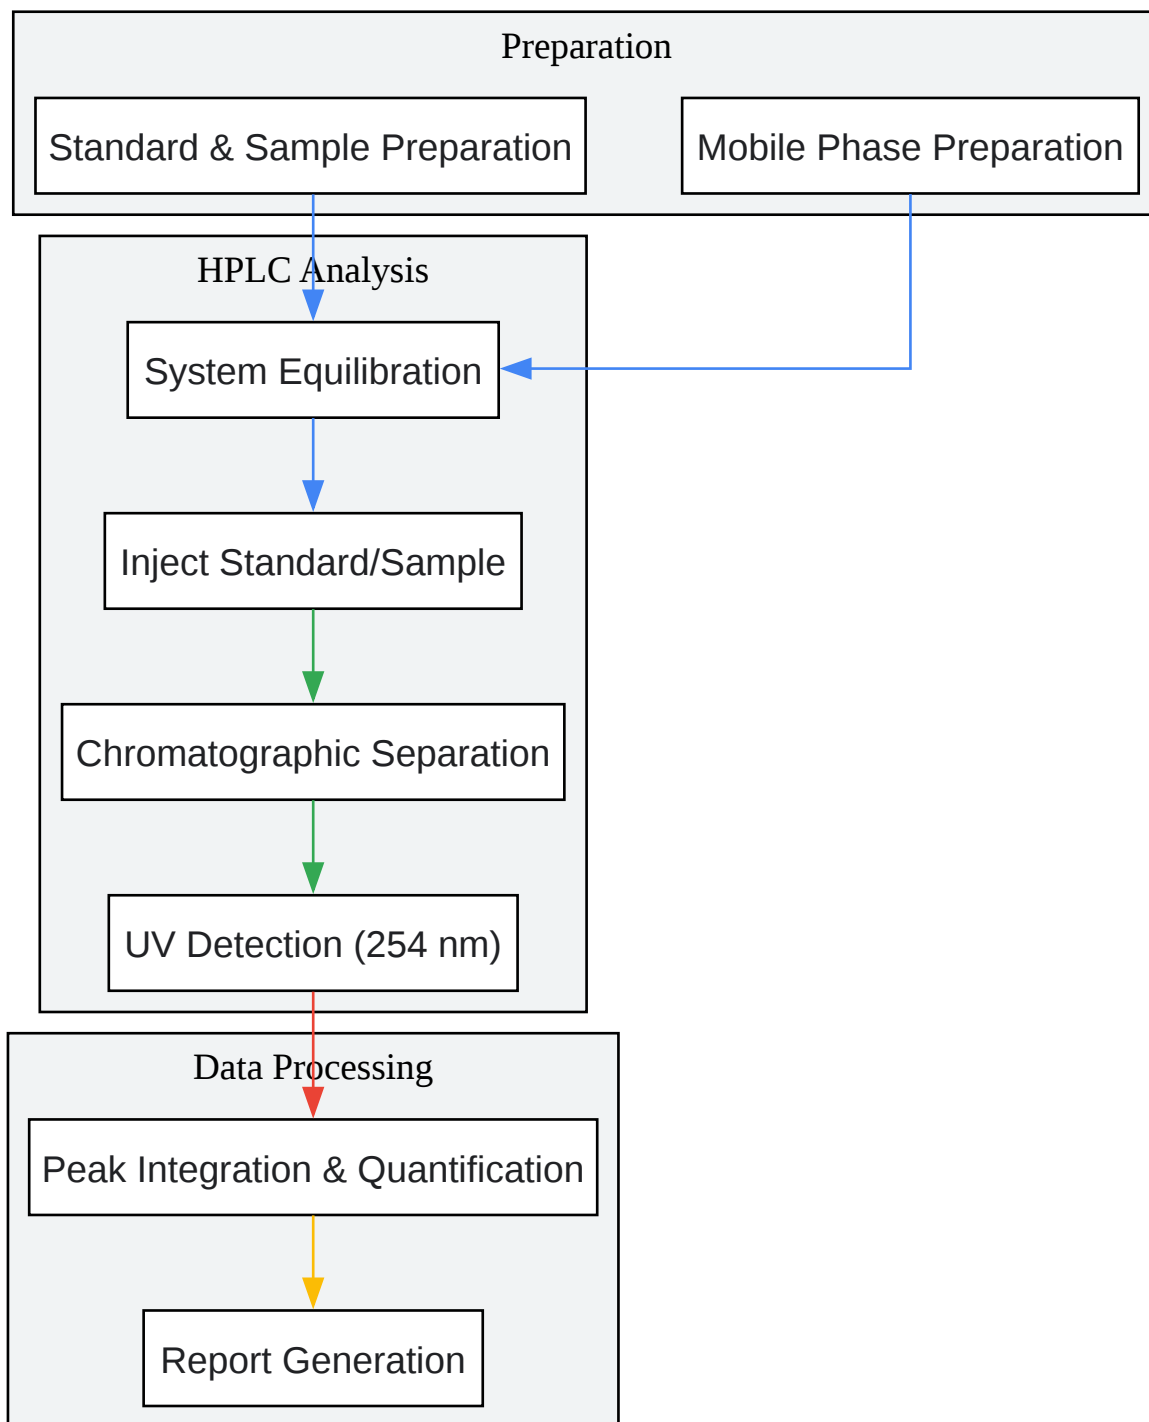 Preparation
Standard & Sample Preparation
Mobile Phase Preparation
HPLC Analysis
System Equilibration
Inject Standard/Sample
Chromatographic Separation
UV Detection (254 nm)
Data Processing
Peak Integration & Quantification
Report Generation